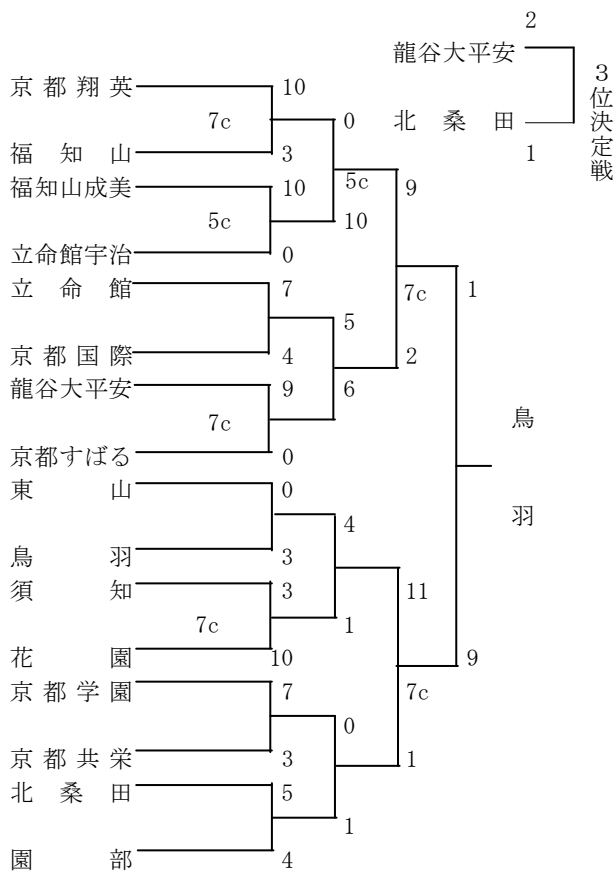 2
龍谷大平安
3位決定戦
北桑田
1
京都翔英
10
7c
0
福知山
3
福知山成美
10
5c
9
5c
10
立命館宇治
0
立命館
7
7c
1
5
京都国際
4
2
龍谷大平安
9
6
7c
鳥羽
京都すばる
0
東山
0
4
鳥羽
3
須知
3
11
7c
1
花園
10
9
京都学園
7
7c
0
京都共栄
3
1
北桑田
5
1
園部
4